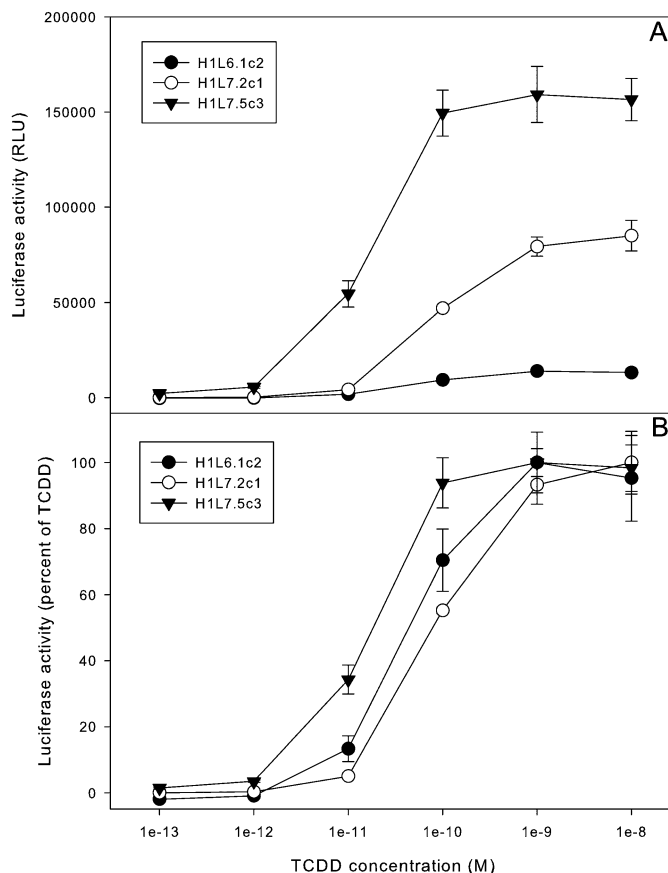 A
H1L6.1c2
H1L7.2c1
H1L7.5c3
Luciferase activity (RLU)
200000
150000
100000
50000
0
B
H1L6.1c2
H1L7.2c1
H1L7.5c3
Luciferase activity (percent of TCDD)
100
80
60
40
20
0
1e-13 1e-12 1e-11 1e-10 1e-9 1e-8
TCDD concentration (M)